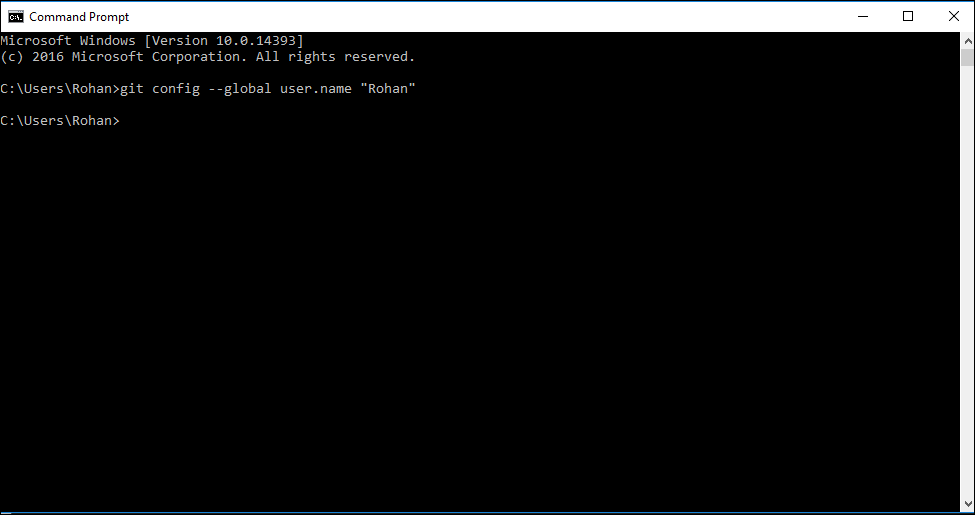 Command Prompt
Microsoft Windows [Version 10.0.14393]
(c) 2016 Microsoft Corporation. All rights reserved.
C:\Users\Rohan>git config --global user.name "Rohan"
C:\Users\Rohan>